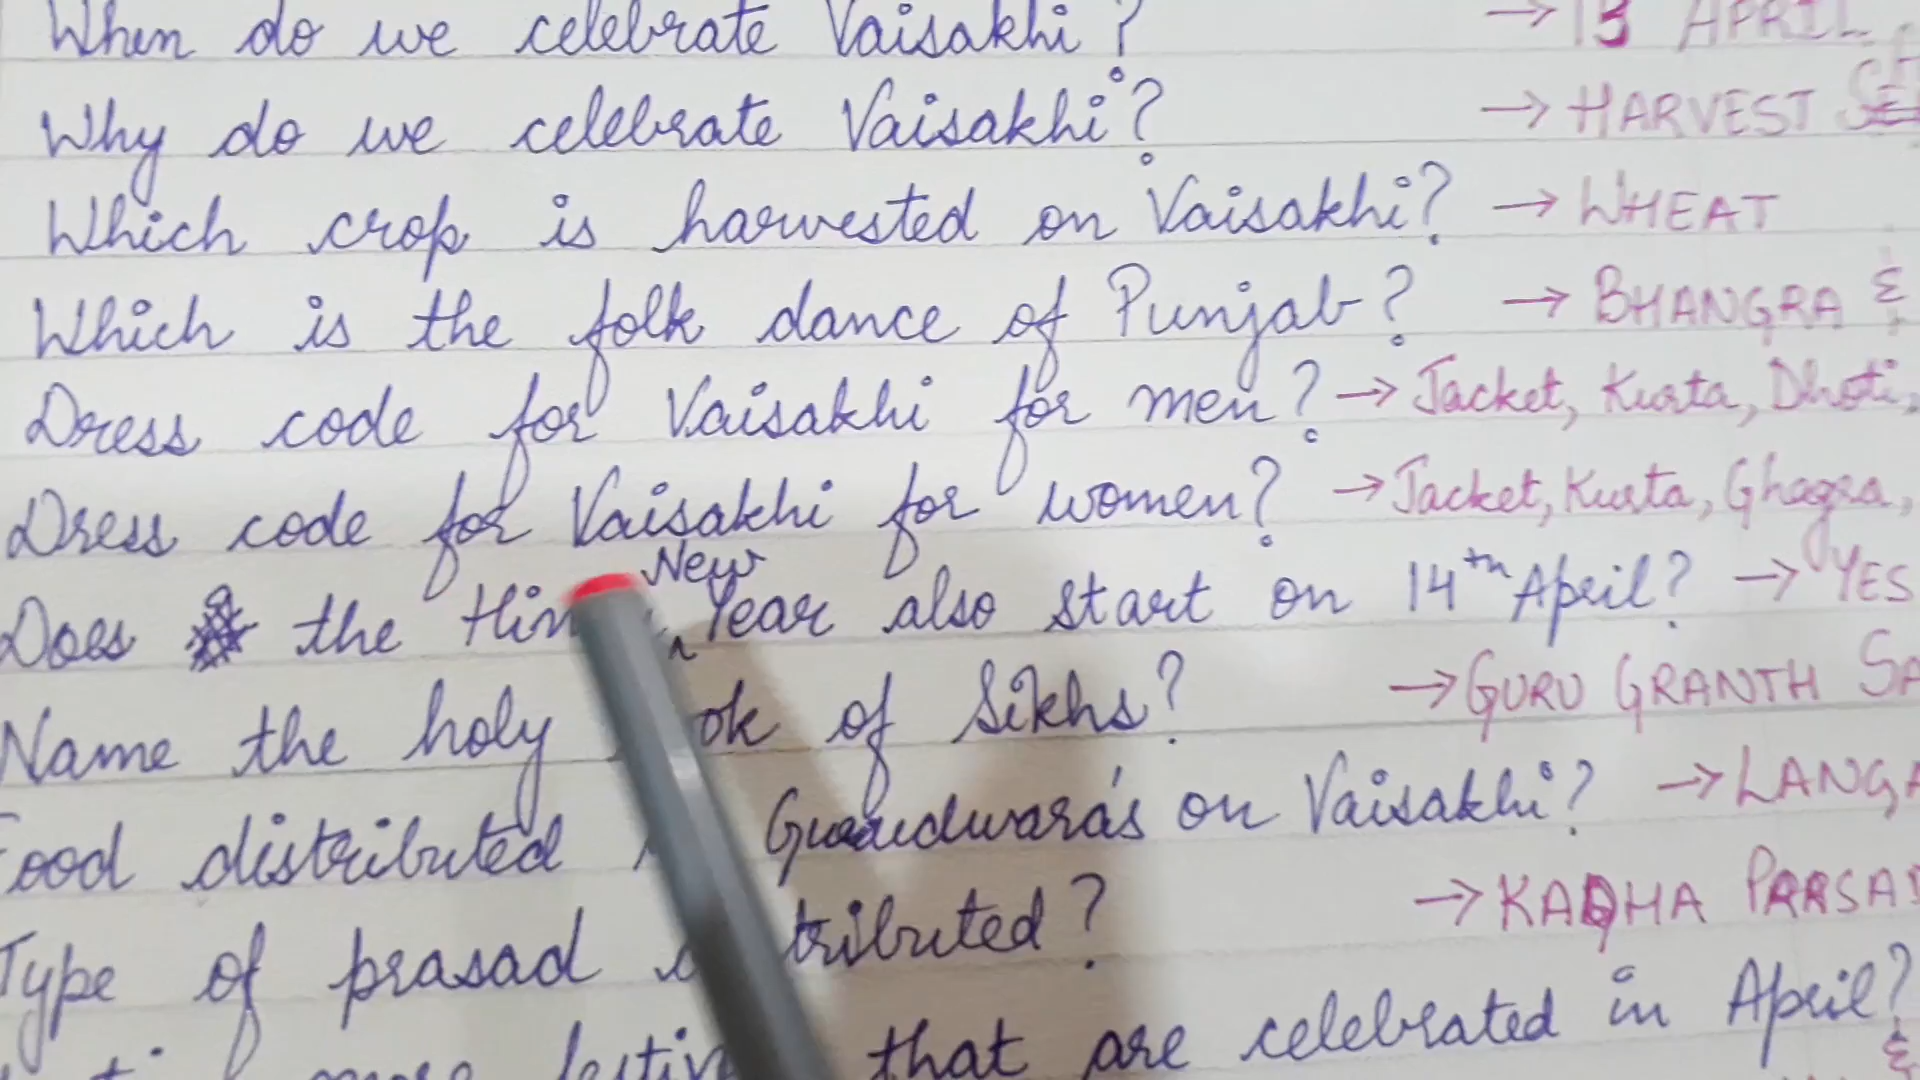 When do we celebrate Vaisakhi? → 13 APRIL
Why do we celebrate Vaisakhi? → HARVEST
Which crop is harvested on Vaisakhi? → WHEAT
Which is the folk dance of Punjab? → BHANGRA &
Dress code for Vaisakhi for men? → Jacket, Kurta, Dhoti,
Dress code for Vaisakhi for women? → Jacket, Kurta, Ghagra,
Does the New Year also start on 14th April? → YES
Name the holy of Sikhs? → GURU GRANTH
Food distributed Gurudwara's on Vaisakhi?
Type of prasad → KADHA
that are celebrated in April?
&